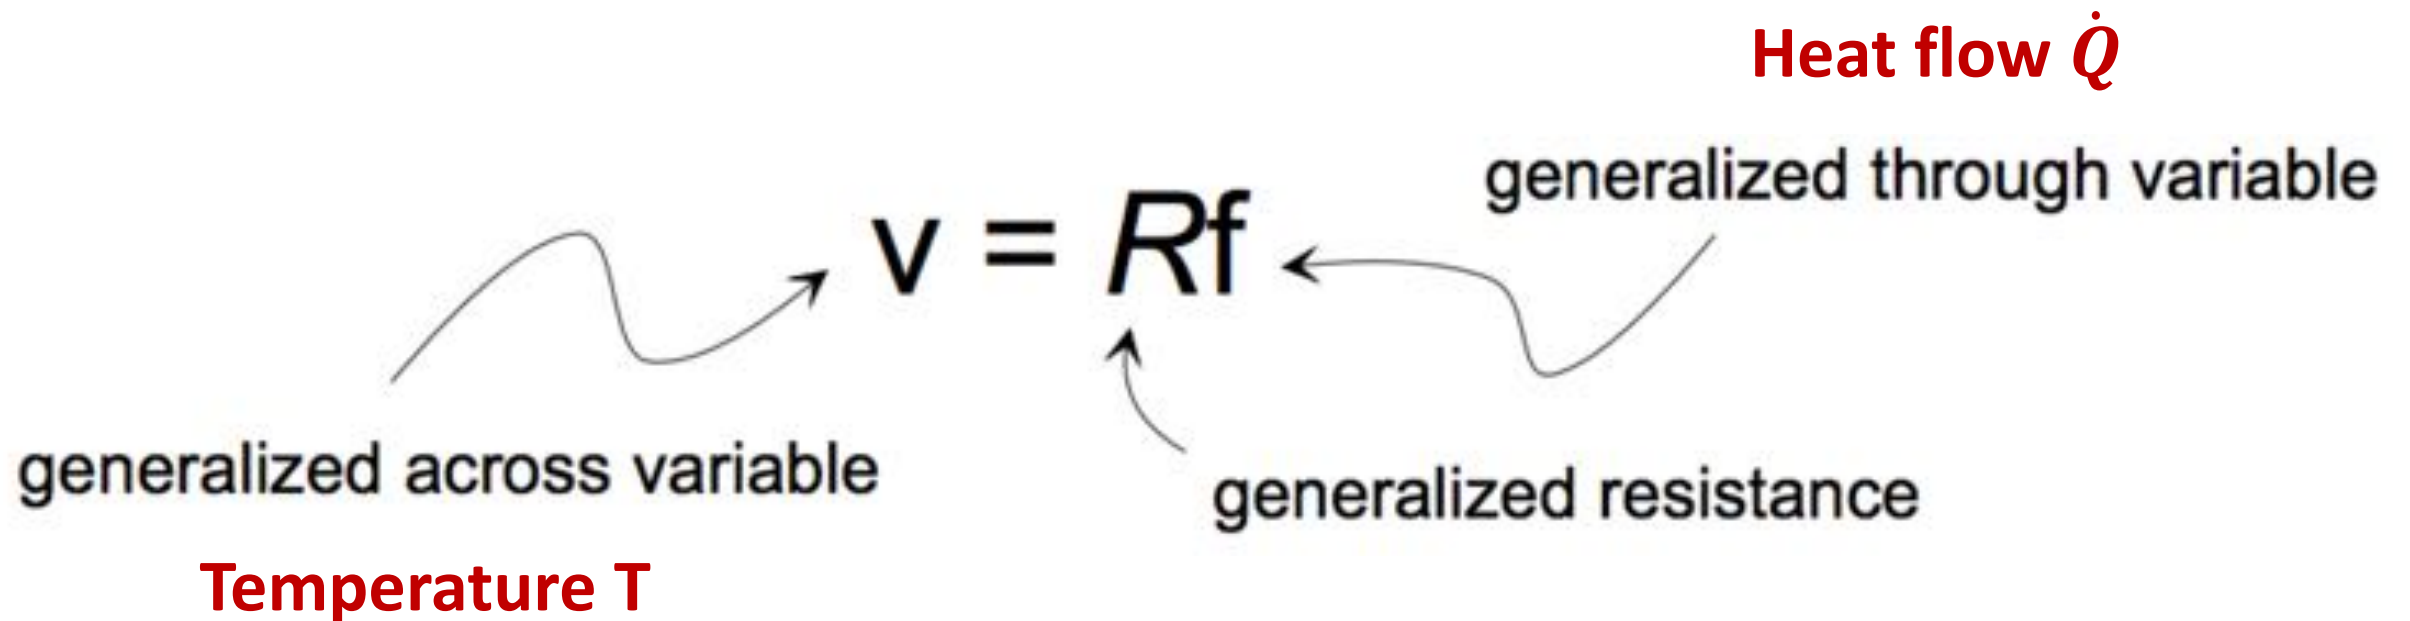 Heat flow Q̇
generalized through variable
v = Rf
generalized across variable
generalized resistance
Temperature T